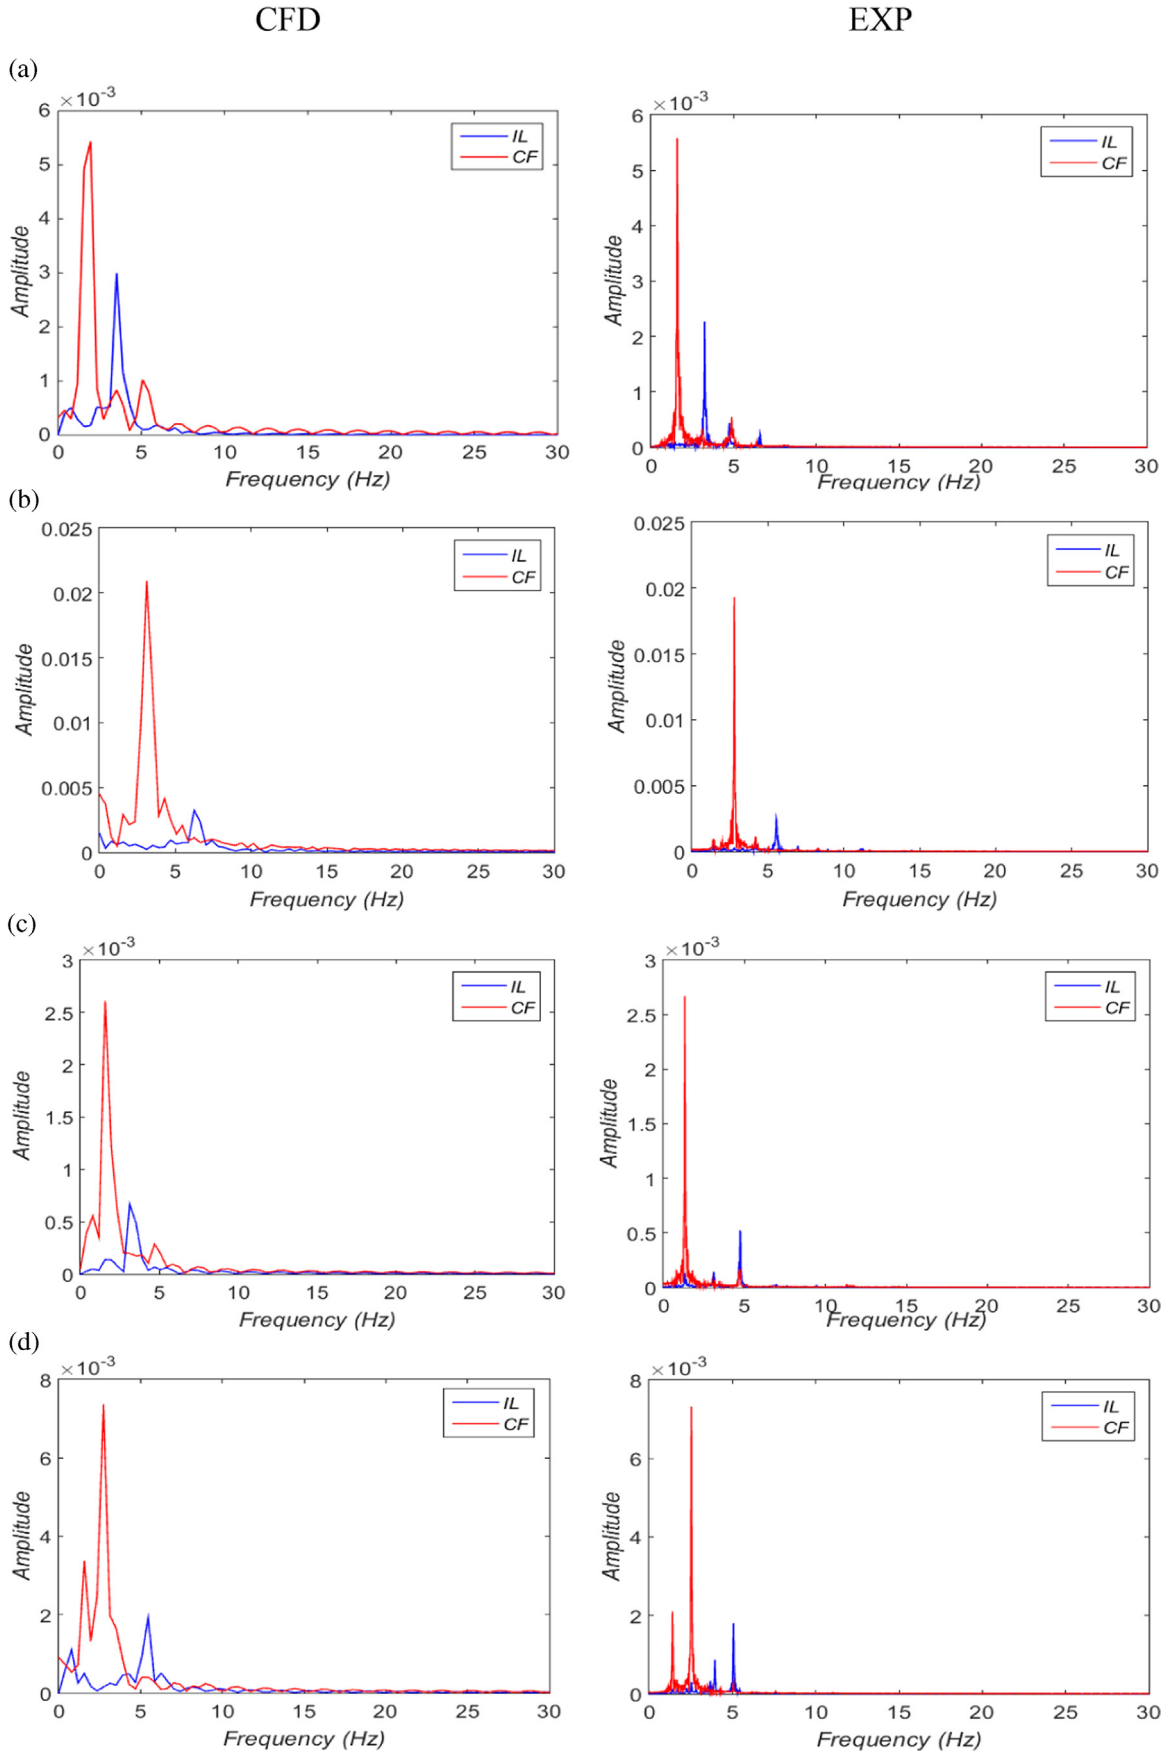 CFD
EXP
(a)
×10-3
6
5
4
3
2
1
0
Amplitude
IL
CF
0 5 10 15 20 25 30
Frequency (Hz)
×10-3
6
5
4
3
2
1
0
Amplitude
IL
CF
0 5 10 15 20 25 30
Frequency (Hz)
(b)
0.025
0.02
0.015
0.01
0.005
0
Amplitude
IL
CF
0 5 10 15 20 25 30
Frequency (Hz)
0.025
0.02
0.015
0.01
0.005
0
Amplitude
IL
CF
0 5 10 15 20 25 30
Frequency (Hz)
(c)
×10-3
3
2.5
2
1.5
1
0.5
0
Amplitude
IL
CF
0 5 10 15 20 25 30
Frequency (Hz)
×10-3
3
2.5
2
1.5
1
0.5
0
Amplitude
IL
CF
0 5 10 15 20 25 30
Frequency (Hz)
(d)
×10-3
8
6
4
2
0
Amplitude
IL
CF
0 5 10 15 20 25 30
Frequency (Hz)
×10-3
8
6
4
2
0
Amplitude
IL
CF
0 5 10 15 20 25 30
Frequency (Hz)